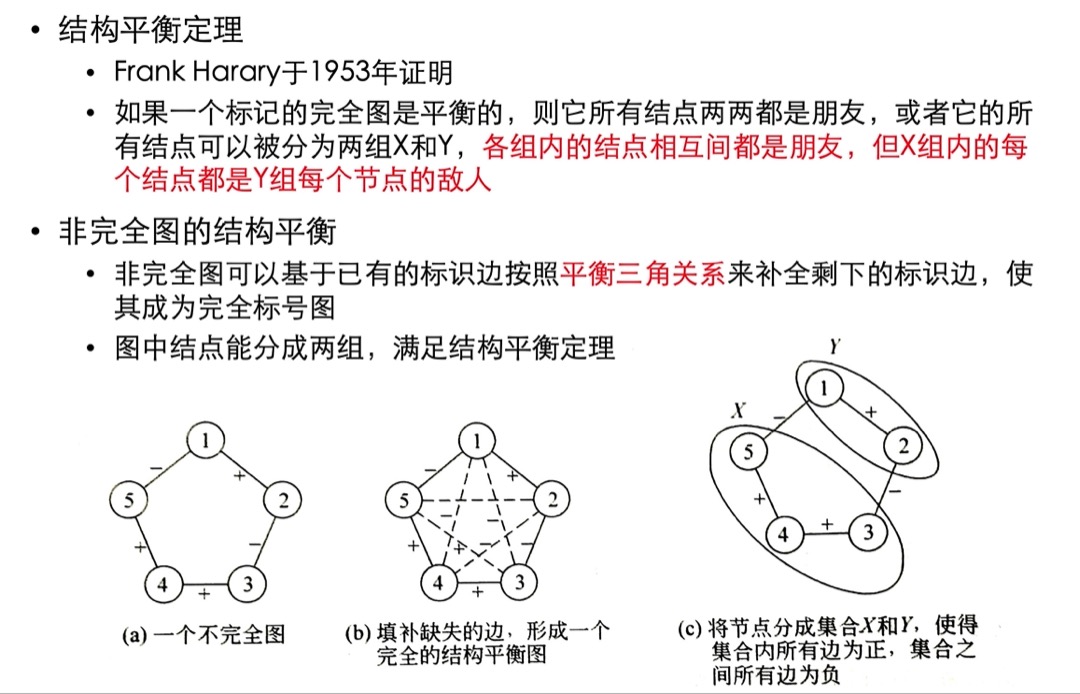 • 结构平衡定理
• Frank Harary于1953年证明
• 如果一个标记的完全图是平衡的，则它所有结点两两都是朋友，或者它的所
有结点可以被分为两组X和Y，各组内的结点相互间都是朋友，但X组内的每
个结点都是Y组每个节点的敌人
• 非完全图的结构平衡
• 非完全图可以基于已有的标识边按照平衡三角关系来补全剩下的标识边，使
其成为完全标号图
• 图中结点能分成两组，满足结构平衡定理
1
−
+
5
2
+
−
4
+
3
(a) 一个不完全图
1
−
+
5
2
−
−
+
+
−
−
−
4
+
3
(b) 填补缺失的边，形成一个
完全的结构平衡图
Y
1
X
−
+
5
2
+
−
4
+
3
(c) 将节点分成集合X和Y，使得
集合内所有边为正，集合之
间所有边为负